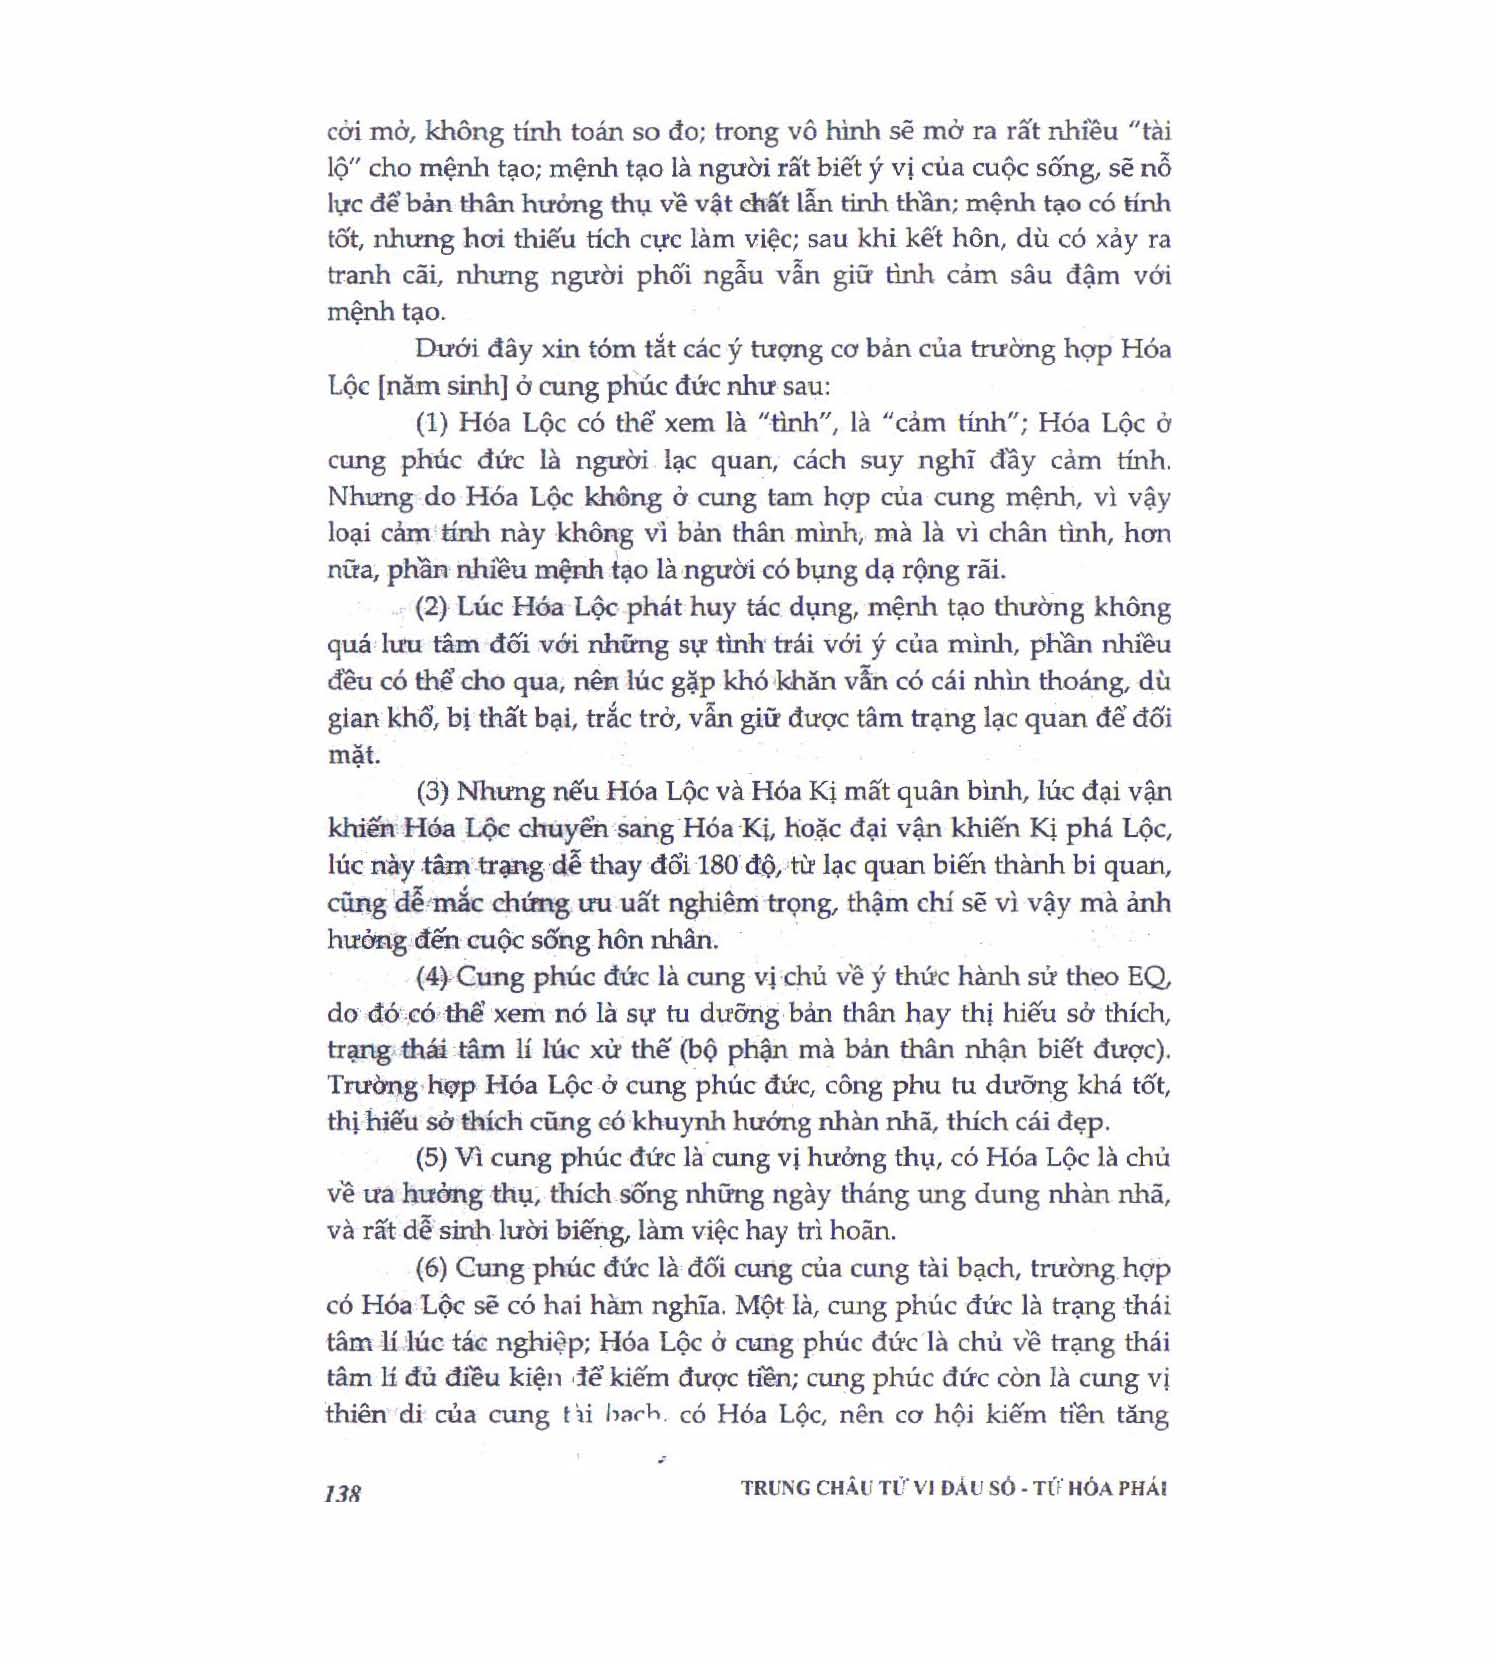 cởi mở, không tính toán so đo; trong vô hình sẽ mở ra rất nhiều "tài
lộ" cho mệnh tạo; mệnh tạo là người rất biết ý vị của cuộc sống, sẽ nỗ
lực để bản thân hưởng thụ về vật chất lẫn tinh thần; mệnh tạo có tính
tốt, nhưng hơi thiếu tích cực làm việc; sau khi kết hôn, dù có xảy ra
tranh cãi, nhưng người phối ngẫu vẫn giữ tình cảm sâu đậm với
mệnh tạo.
Dưới đây xin tóm tắt các ý tượng cơ bản của trường hợp Hóa
Lộc [năm sinh] ở cung phúc đức như sau:
(1) Hóa Lộc có thể xem là "tình", là "cảm tính"; Hóa Lộc ở
cung phúc đức là người lạc quan, cách suy nghĩ đầy cảm tính.
Nhưng do Hóa Lộc không ở cung tam hợp của cung mệnh, vì vậy
loại cảm tính này không vì bản thân mình, mà là vì chân tình, hơn
nữa, phần nhiều mệnh tạo là người có bụng dạ rộng rãi.
(2) Lúc Hóa Lộc phát huy tác dụng, mệnh tạo thường không
quá lưu tâm đối với những sự tình trái với ý của mình, phần nhiều
đều có thể cho qua, nên lúc gặp khó khăn vẫn có cái nhìn thoáng, dù
gian khổ, bị thất bại, trắc trở, vẫn giữ được tâm trạng lạc quan để đối
mặt.
(3) Nhưng nếu Hóa Lộc và Hóa Kị mất quân bình, lúc đại vận
khiến Hóa Lộc chuyển sang Hóa Kị, hoặc đại vận khiến Kị phá Lộc,
lúc này tâm trạng dễ thay đổi 180 độ, từ lạc quan biến thành bi quan,
cũng dễ mắc chứng ưu uất nghiêm trọng, thậm chí sẽ vì vậy mà ảnh
hưởng đến cuộc sống hôn nhân.
(4) Cung phúc đức là cung vị chủ về ý thức hành sử theo EQ,
do đó có thể xem nó là sự tu dưỡng bản thân hay thị hiếu sở thích,
trạng thái tâm lí lúc xử thế (bộ phận mà bản thân nhận biết được).
Trường hợp Hóa Lộc ở cung phúc đức, công phu tu dưỡng khá tốt,
thị hiếu sở thích cũng có khuynh hướng nhàn nhã, thích cái đẹp.
(5) Vì cung phúc đức là cung vị hưởng thụ, có Hóa Lộc là chủ
về ưa hưởng thụ, thích sống những ngày tháng ung dung nhàn nhã,
và rất dễ sinh lười biếng, làm việc hay trì hoãn.
(6) Cung phúc đức là đối cung của cung tài bạch, trường hợp
có Hóa Lộc sẽ có hai hàm nghĩa. Một là, cung phúc đức là trạng thái
tâm lí lúc tác nghiệp; Hóa Lộc ở cung phúc đức là chủ về trạng thái
tâm lí đủ điều kiện để kiếm được tiền; cung phúc đức còn là cung vị
thiên di của cung tài bạch, có Hóa Lộc, nên cơ hội kiếm tiền tăng
138
TRUNG CHÂU TỬ VI ĐẨU SỐ - TỨ HÓA PHÁI